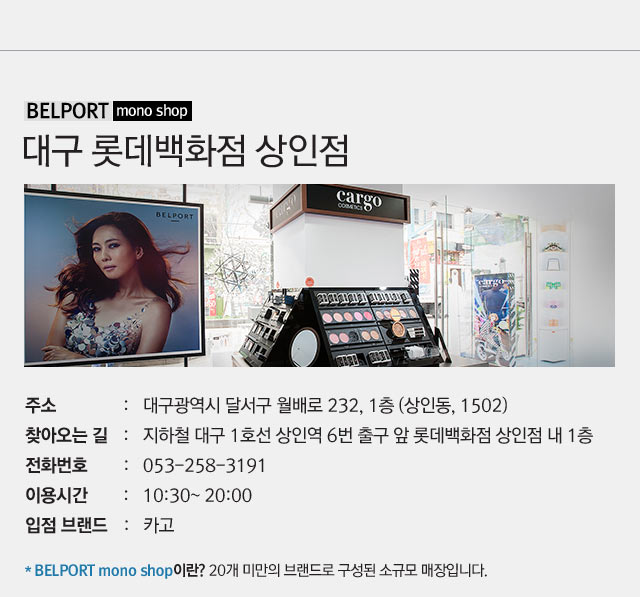 BELPORT mono shop
대구 롯데백화점 상인점
BELPORT
cargo
COSMETICS
cargo
주소 : 대구광역시 달서구 월배로 232, 1층 (상인동, 1502)
찾아오는 길 : 지하철 대구 1호선 상인역 6번 출구 앞 롯데백화점 상인점 내 1층
전화번호 : 053-258-3191
이용시간 : 10:30~ 20:00
입점 브랜드 : 카고
* BELPORT mono shop이란? 20개 미만의 브랜드로 구성된 소규모 매장입니다.